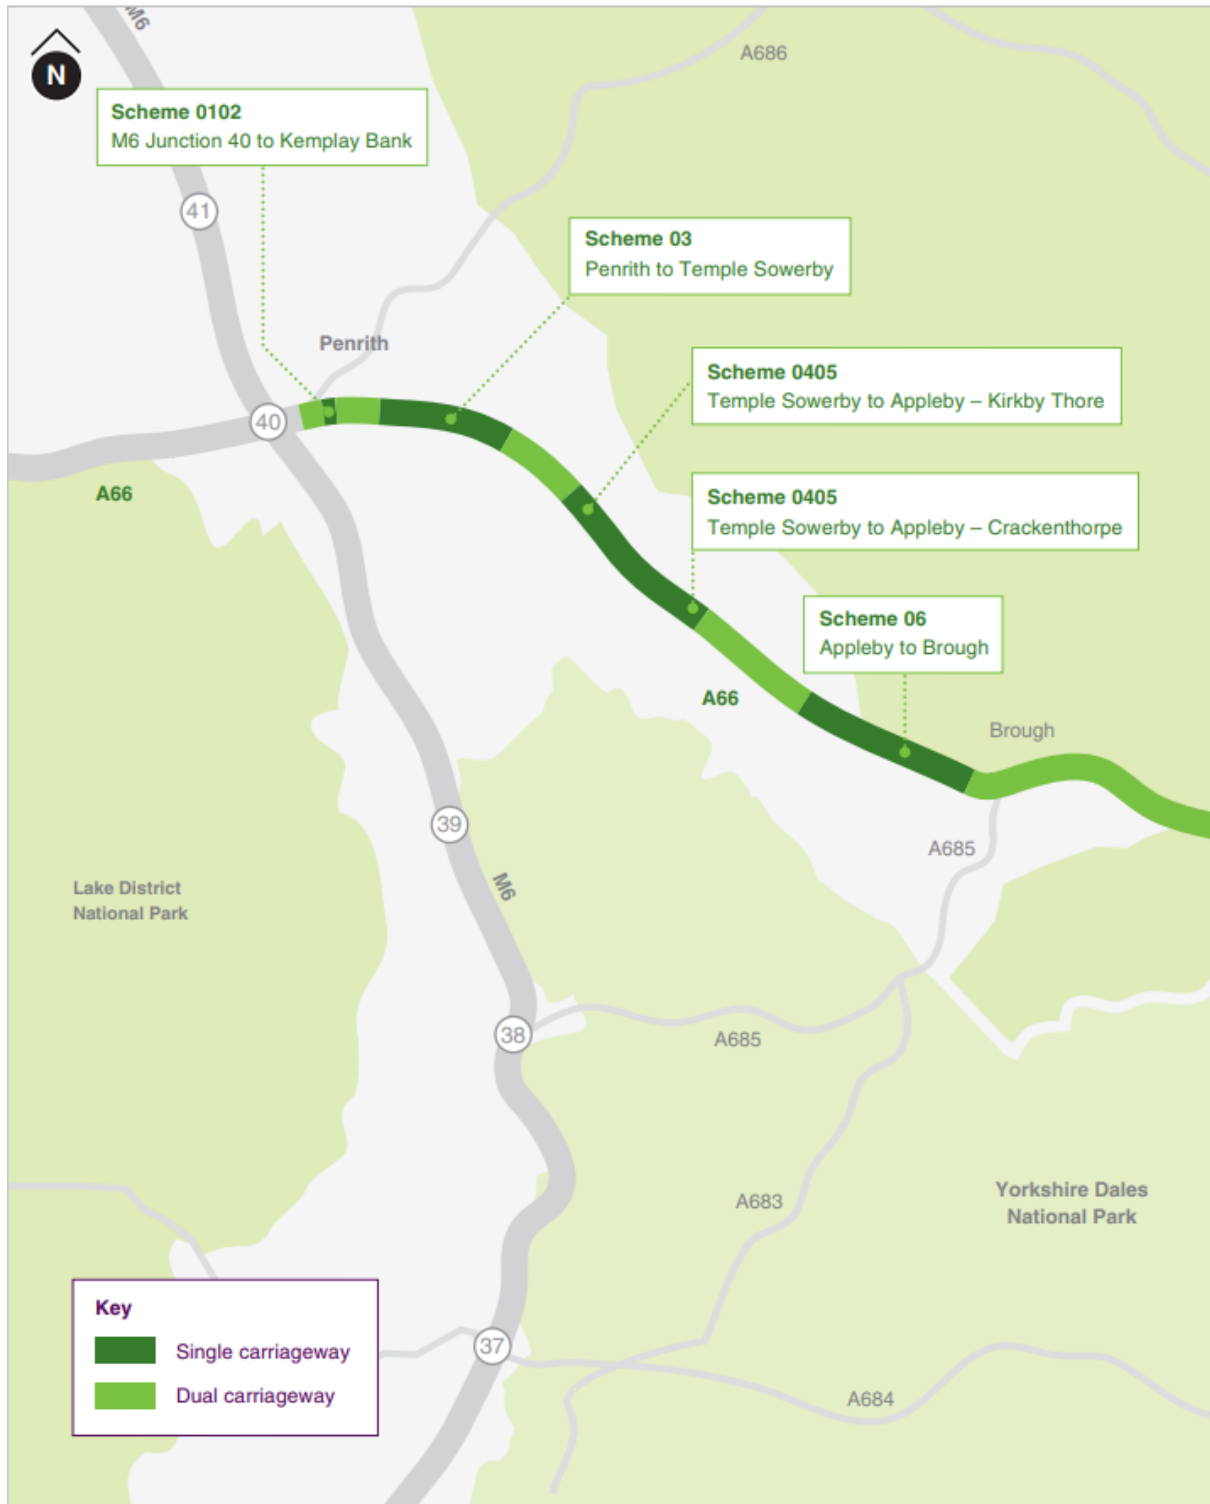 M6
N
A686
Scheme 0102
M6 Junction 40 to Kemplay Bank
41
Scheme 03
Penrith to Temple Sowerby
Penrith
Scheme 0405
Temple Sowerby to Appleby – Kirkby Thore
40
A66
Scheme 0405
Temple Sowerby to Appleby – Crackenthorpe
Scheme 06
Appleby to Brough
A66
Brough
39
A685
M6
Lake District
National Park
38
A685
A683
Yorkshire Dales
National Park
Key
Single carriageway
Dual carriageway
37
A684